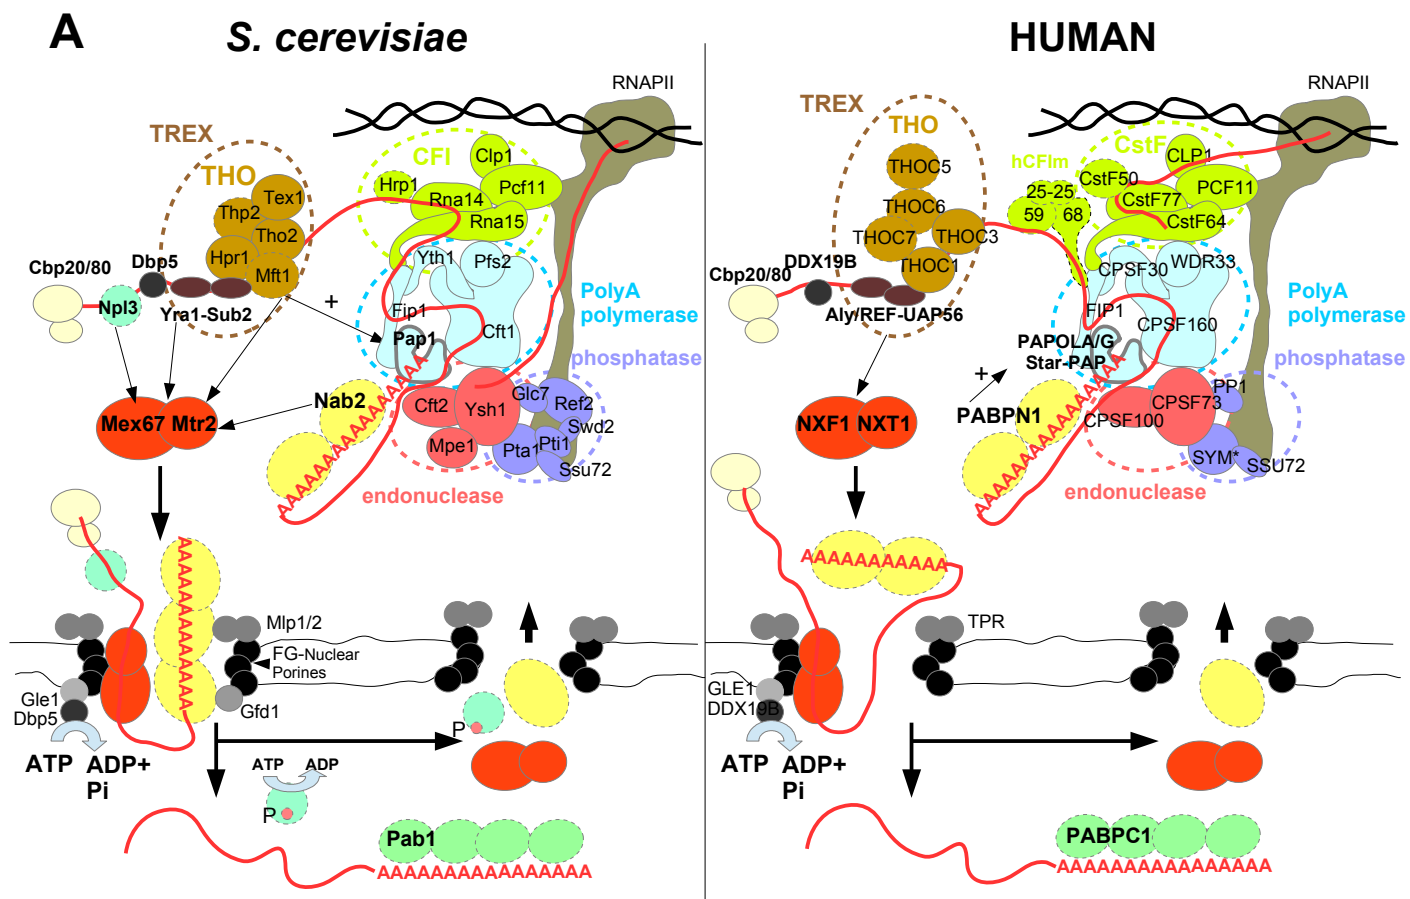 A
S. cerevisiae
RNAPII
TREX
THO
CFI
Clp1
Hrp1
Pcf11
Rna14
Rna15
Tex1
Thp2
Tho2
Hpr1
Mft1
Cbp20/80
Dbp5
Npl3
Yra1-Sub2
+
Yth1
Pfs2
Fip1
Cft1
Pap1
PolyA
polymerase
phosphatase
Mex67 Mtr2
Nab2
AAAAAAAAAAAAAA
Cft2
Ysh1
Mpe1
Glc7
Ref2
Swd2
Pti1
Pta1
Ssu72
endonuclease
AAAAAAAAAAAAA
Mlp1/2
FG-Nuclear
Porines
Gfd1
Gle1
Dbp5
ATP
ADP+
Pi
P
ATP
ADP
P
Pab1
AAAAAAAAAAAAAAAA
HUMAN
RNAPII
TREX
THO
THOC5
THOC6
THOC7
THOC3
THOC1
hCFIm
25-25
59
68
CstF
CLP1
CstF50
PCF11
CstF77
CstF64
Cbp20/80
DDX19B
Aly/REF-UAP56
CPSF30
WDR33
FIP1
CPSF160
PAPOLA/G
Star-PAP
PolyA
polymerase
phosphatase
+
PABPN1
NXF1 NXT1
AAAAAAAAAAAAAA
CPSF73
CPSF100
PP1
SYM*
SSU72
endonuclease
AAAAAAAAAAA
TPR
GLE1
DDX19B
ATP
ADP+
Pi
PABPC1
AAAAAAAAAAAAAAAA